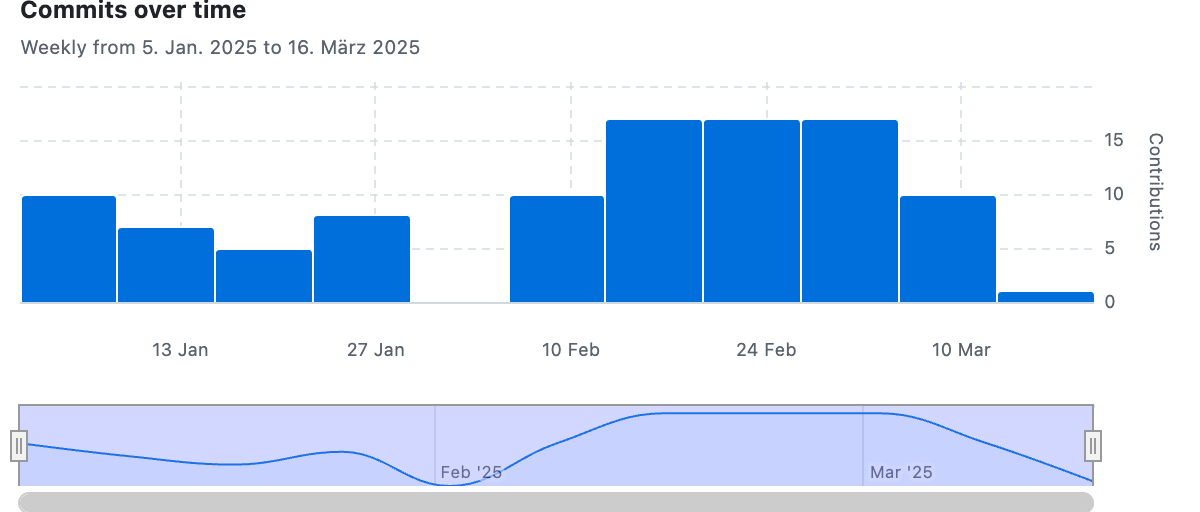 Commits over time
Weekly from 5. Jan. 2025 to 16. März 2025
15
10
5
0
Contributions
13 Jan 27 Jan 10 Feb 24 Feb 10 Mar
Feb '25 Mar '25